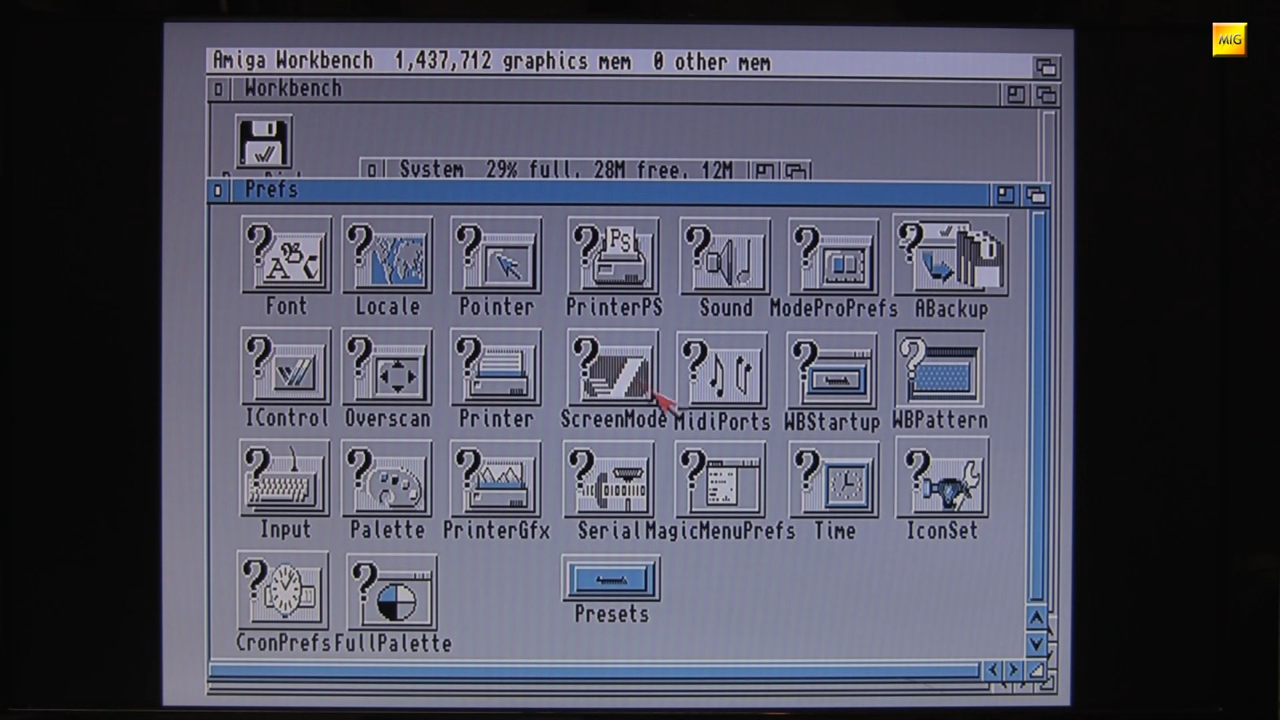 MiG
Amiga Workbench 1,437,712 graphics mem 0 other mem
Workbench
System 29% full, 28M free, 12M
Prefs
PS
Font Locale Pointer PrinterPS Sound ModeProPrefs ABackup
IControl Overscan Printer ScreenMode MidiPorts WBStartup WBPattern
Input Palette PrinterGfx Serial MagicMenuPrefs Time IconSet
CronPrefs FullPalette Presets